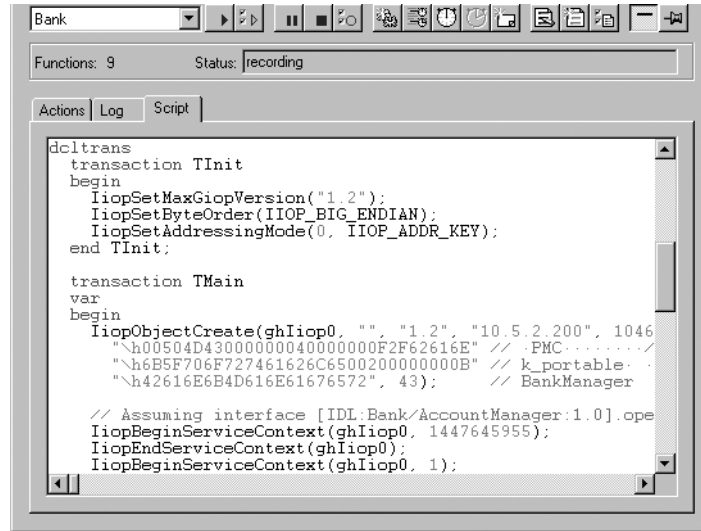 Bank
Functions: 9 Status: recording
Actions Log Script
dcltrans
transaction TInit
begin
IiopSetMaxGiopVersion("1.2");
IiopSetByteOrder(IIOP_BIG_ENDIAN);
IiopSetAddressingMode(0, IIOP_ADDR_KEY);
end TInit;
transaction TMain
var
begin
IiopObjectCreate(ghIiop0, "", "1.2", "10.5.2.200", 1046
"\h00504D43000000040000000F2F62616E" // ·PMC········/
"\h6B5F706F727461626C6500200000000B" // k_portable· ·
"\h42616E6B4D616E61676572", 43); // BankManager
// Assuming interface [IDL:Bank/AccountManager:1.0].ope
IiopBeginServiceContext(ghIiop0, 1447645955);
IiopEndServiceContext(ghIiop0);
IiopBeginServiceContext(ghIiop0, 1);